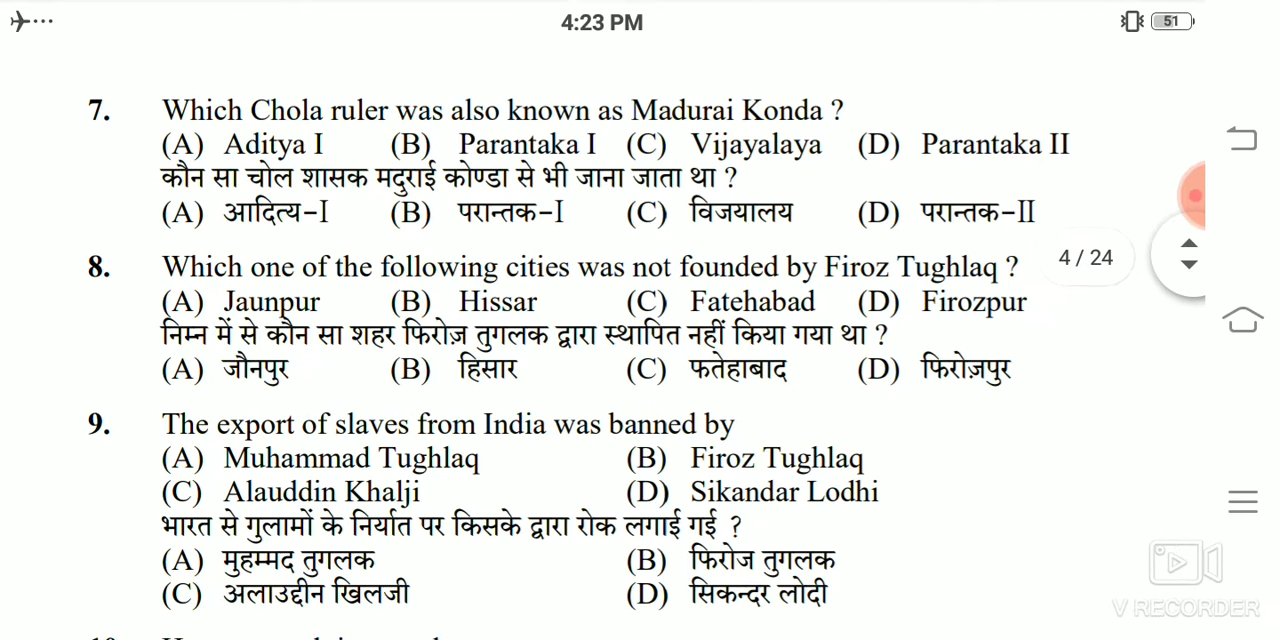 4:23 PM
51
7. Which Chola ruler was also known as Madurai Konda ?
(A) Aditya I (B) Parantaka I (C) Vijayalaya (D) Parantaka II
कौन सा चोल शासक मदुराई कोण्डा से भी जाना जाता था ?
(A) आदित्य-I (B) परान्तक-I (C) विजयालय (D) परान्तक-II
8. Which one of the following cities was not founded by Firoz Tughlaq ?
4 / 24
(A) Jaunpur (B) Hissar (C) Fatehabad (D) Firozpur
निम्न में से कौन सा शहर फिरोज़ तुगलक द्वारा स्थापित नहीं किया गया था ?
(A) जौनपुर (B) हिसार (C) फतेहाबाद (D) फिरोज़पुर
9. The export of slaves from India was banned by
(A) Muhammad Tughlaq (B) Firoz Tughlaq
(C) Alauddin Khalji (D) Sikandar Lodhi
भारत से गुलामों के निर्यात पर किसके द्वारा रोक लगाई गई ?
(A) मुहम्मद तुगलक (B) फिरोज तुगलक
(C) अलाउद्दीन खिलजी (D) सिकन्दर लोदी
V RECORDER